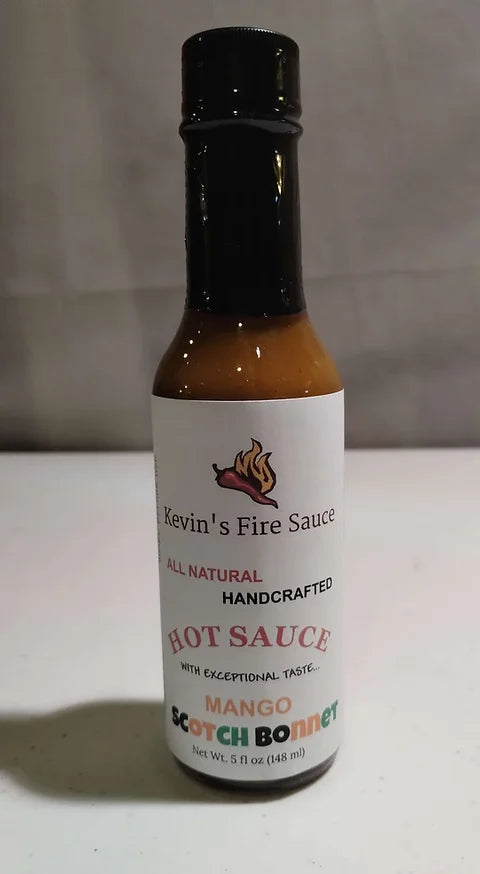 Kevin's Fire Sauce
ALL NATURAL
HANDCRAFTED
HOT SAUCE
WITH EXCEPTIONAL TASTE...
MANGO
SCOTCH BONNET
Net Wt. 5 fl oz (148 ml)